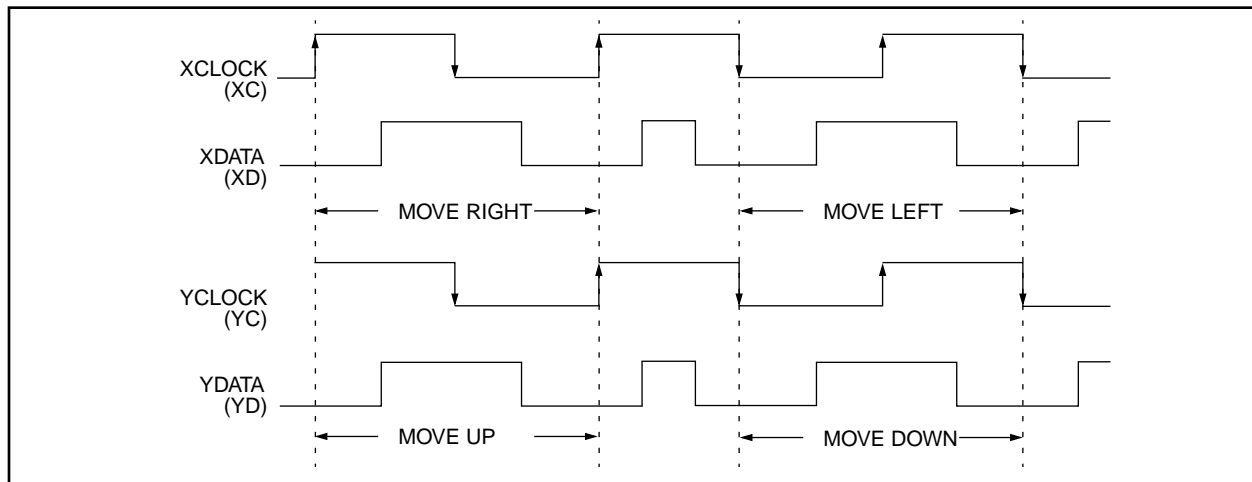 XCLOCK
(XC)
XDATA
(XD)
MOVE RIGHT
MOVE LEFT
YCLOCK
(YC)
YDATA
(YD)
MOVE UP
MOVE DOWN